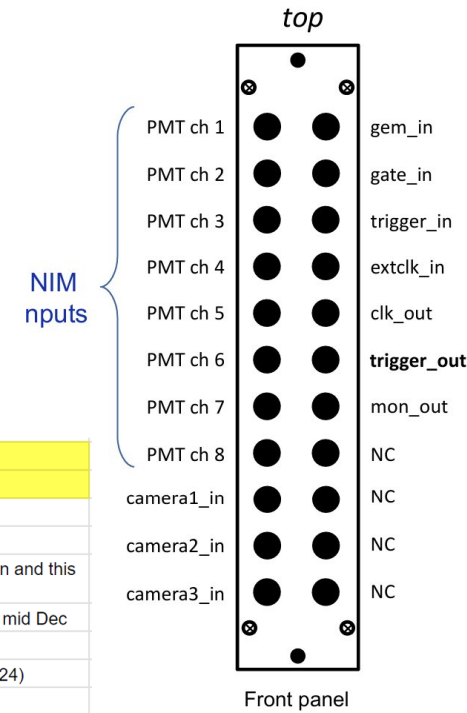 top
PMT ch 1 gem_in
PMT ch 2 gate_in
PMT ch 3 trigger_in
PMT ch 4 extclk_in
NIM
nputs
PMT ch 5 clk_out
PMT ch 6 trigger_out
PMT ch 7 mon_out
PMT ch 8 NC
camera1_in NC
camera2_in NC
camera3_in NC
n and this
mid Dec
24)
Front panel